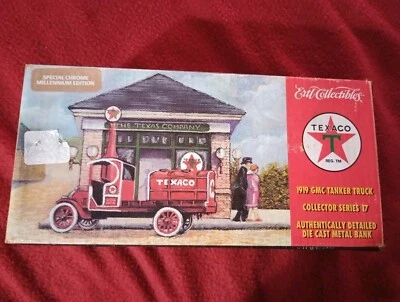 SPECIAL CHROME
MILLENNIUM EDITION
Ertl Collectibles
THE TEXAS COMPANY
TEXACO
T
REG. TM
TEXACO
1919 GMC TANKER TRUCK
COLLECTOR SERIES 17
AUTHENTICALLY DETAILED
DIE CAST METAL BANK